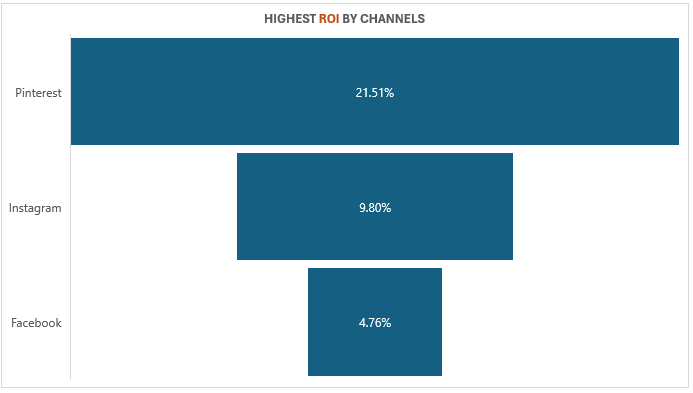 HIGHEST ROI BY CHANNELS
Pinterest
21.51%
Instagram
9.80%
Facebook
4.76%